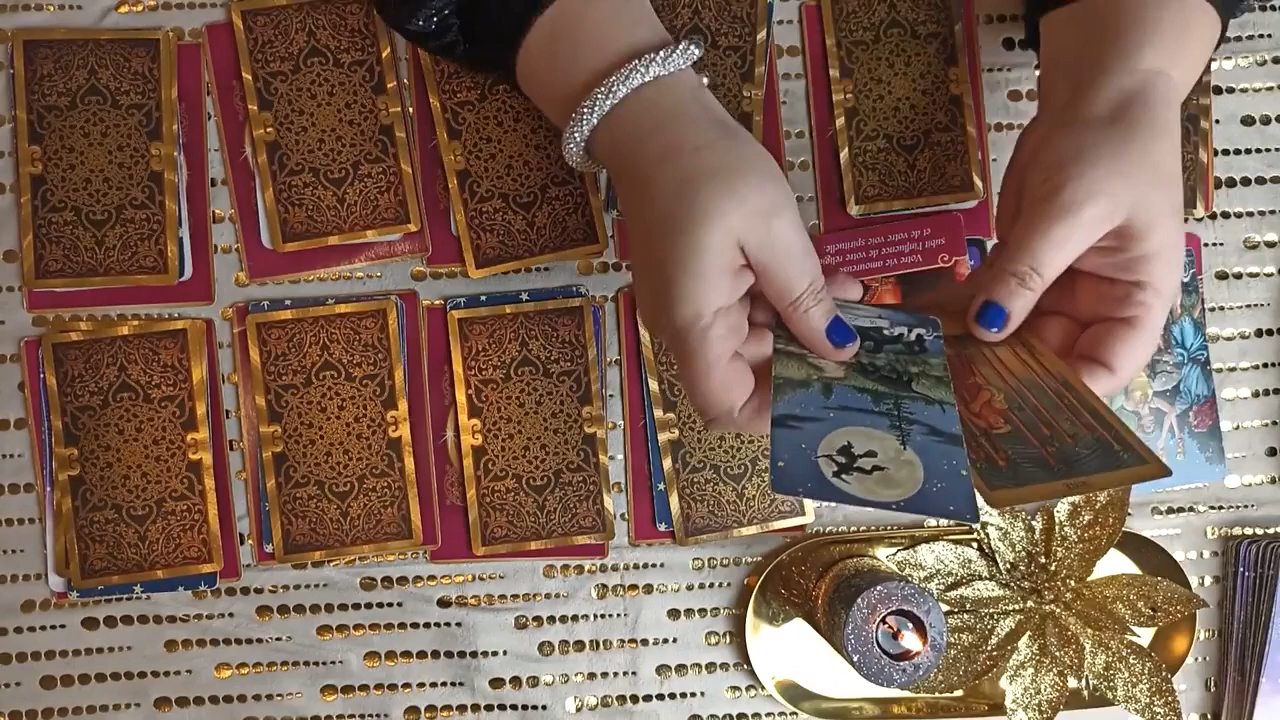 Votre vie amoureuse
subit l'influence de votre religion
et de votre voie spirituelle